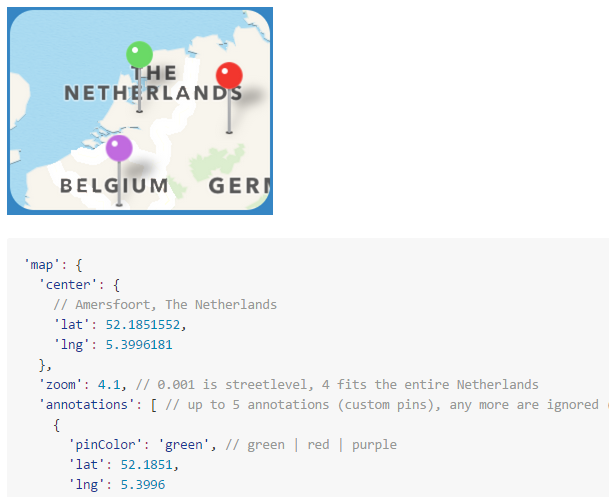 THE
NETHERLANDS
BELGIUM
GERM
'map': {
'center': {
// Amersfoort, The Netherlands
'lat': 52.1851552,
'lng': 5.3996181
},
'zoom': 4.1, // 0.001 is streetlevel, 4 fits the entire Netherlands
'annotations': [ // up to 5 annotations (custom pins), any more are ignored
{
'pinColor': 'green', // green | red | purple
'lat': 52.1851,
'lng': 5.3996